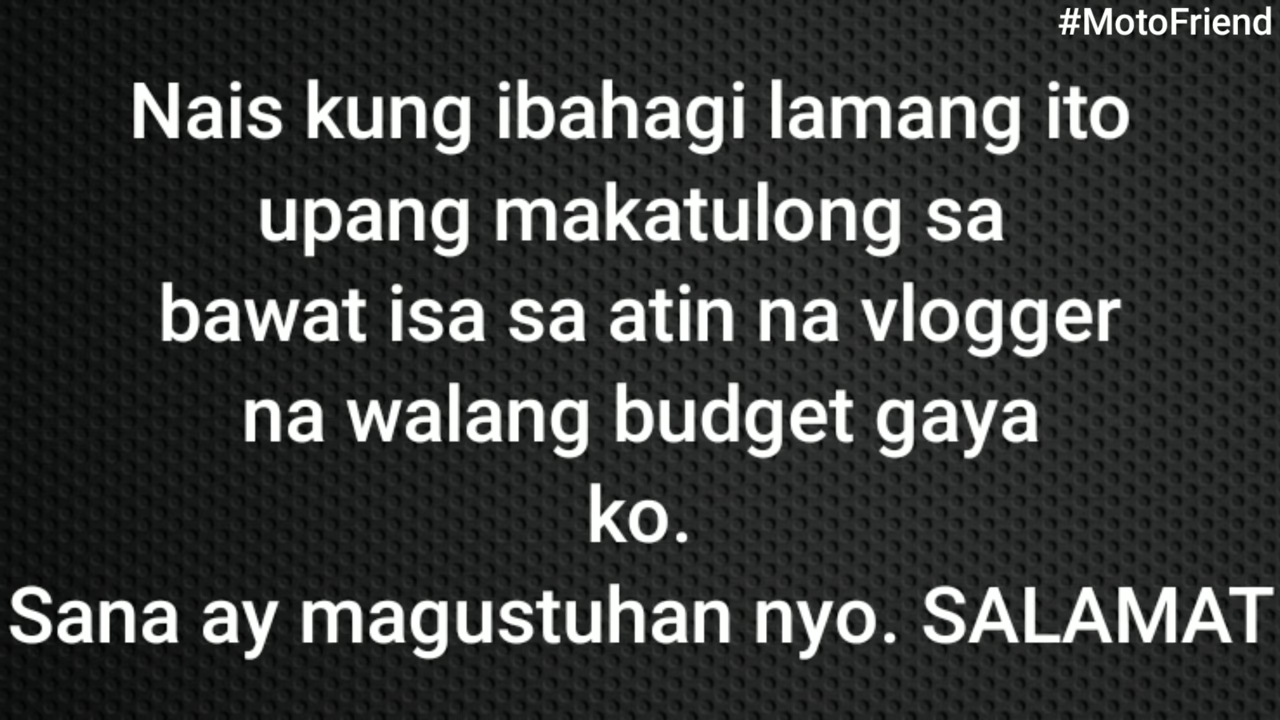 #MotoFriend
Nais kung ibahagi lamang ito
upang makatulong sa
bawat isa sa atin na vlogger
na walang budget gaya
ko.
Sana ay magustuhan nyo. SALAMAT